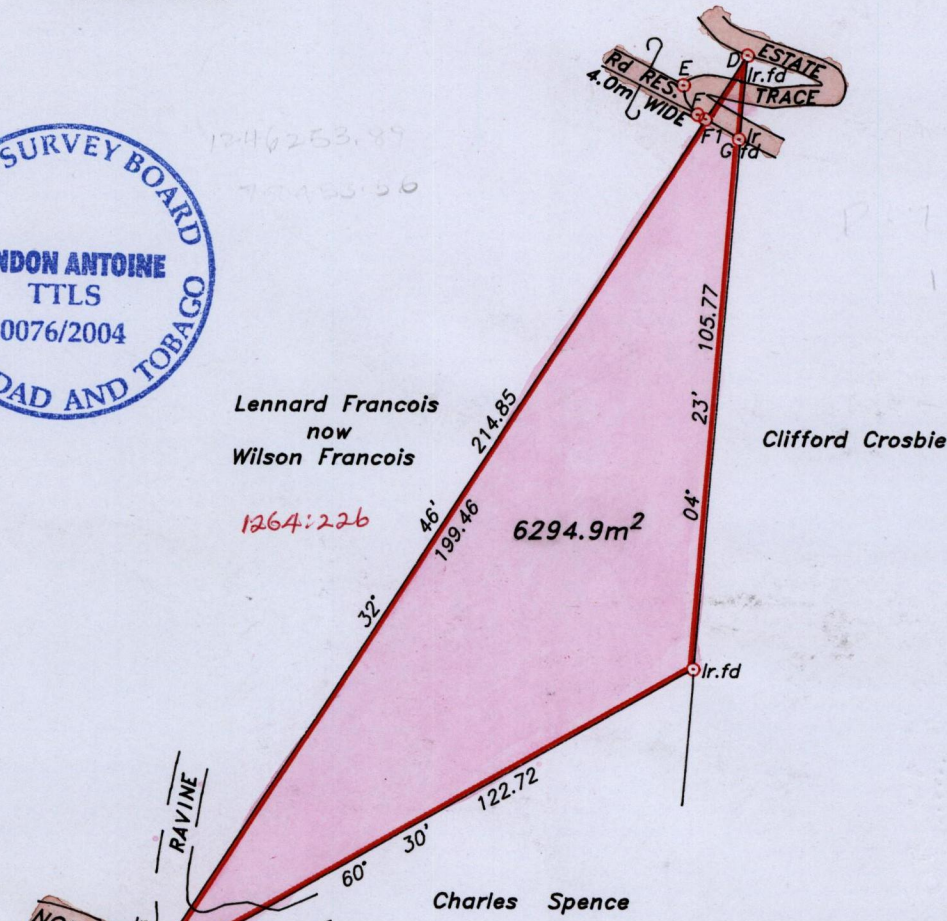 D
ESTATE
Ir.fd
TRACE
E
Rd RES.
4.0m WIDE
F
F1
Ir.
G fd
SURVEY BOARD
NDON ANTOINE
TTLS
0076/2004
DAD AND TOBAGO
Lennard Francois
now
Wilson Francois
1264:226
32° 46' 214.85
199.46
6294.9m²
04° 23' 105.77
Clifford Crosbie
Ir.fd
60° 30' 122.72
RAVINE
Charles Spence